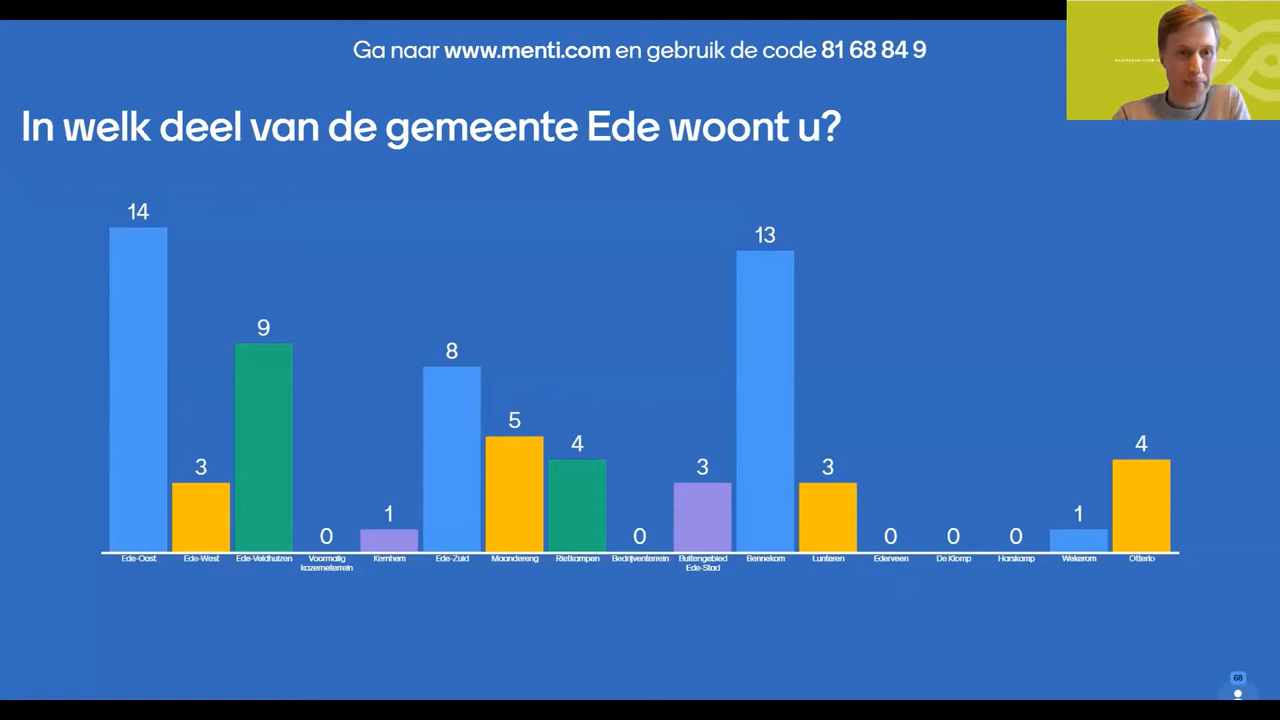 Ga naar www.menti.com en gebruik de code 81 68 84 9
In welk deel van de gemeente Ede woont u?
14
3
9
0
1
8
5
4
0
3
13
3
0
0
0
1
4
Ede-Oost
Ede-West
Ede-Veldhuizen
Voormalig
kazerneterrein
Kernhem
Ede-Zuid
Maandereng
Rietkampen
Bedrijventerrein
Buitengebied
Ede-Stad
Bennekom
Lunteren
Ederveen
De Klomp
Harskamp
Wekerom
Otterlo
68